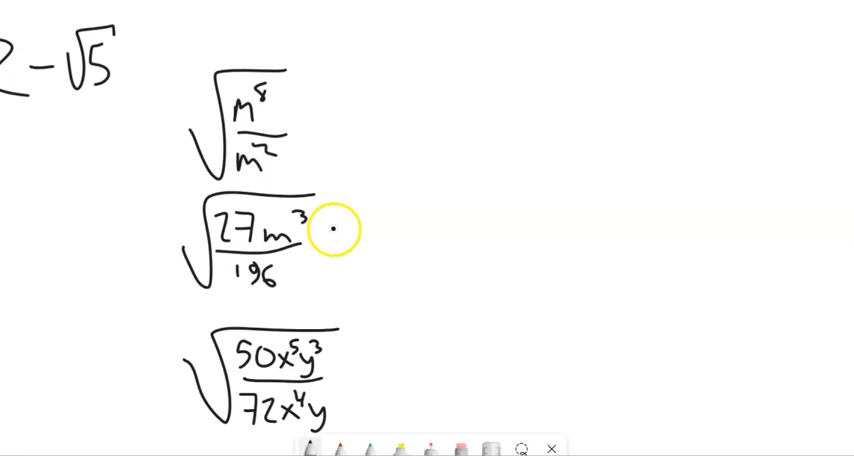 2 - √5
√(m⁸/m²)
√(27m³/196)
√(50x⁵y³/72x⁴y)